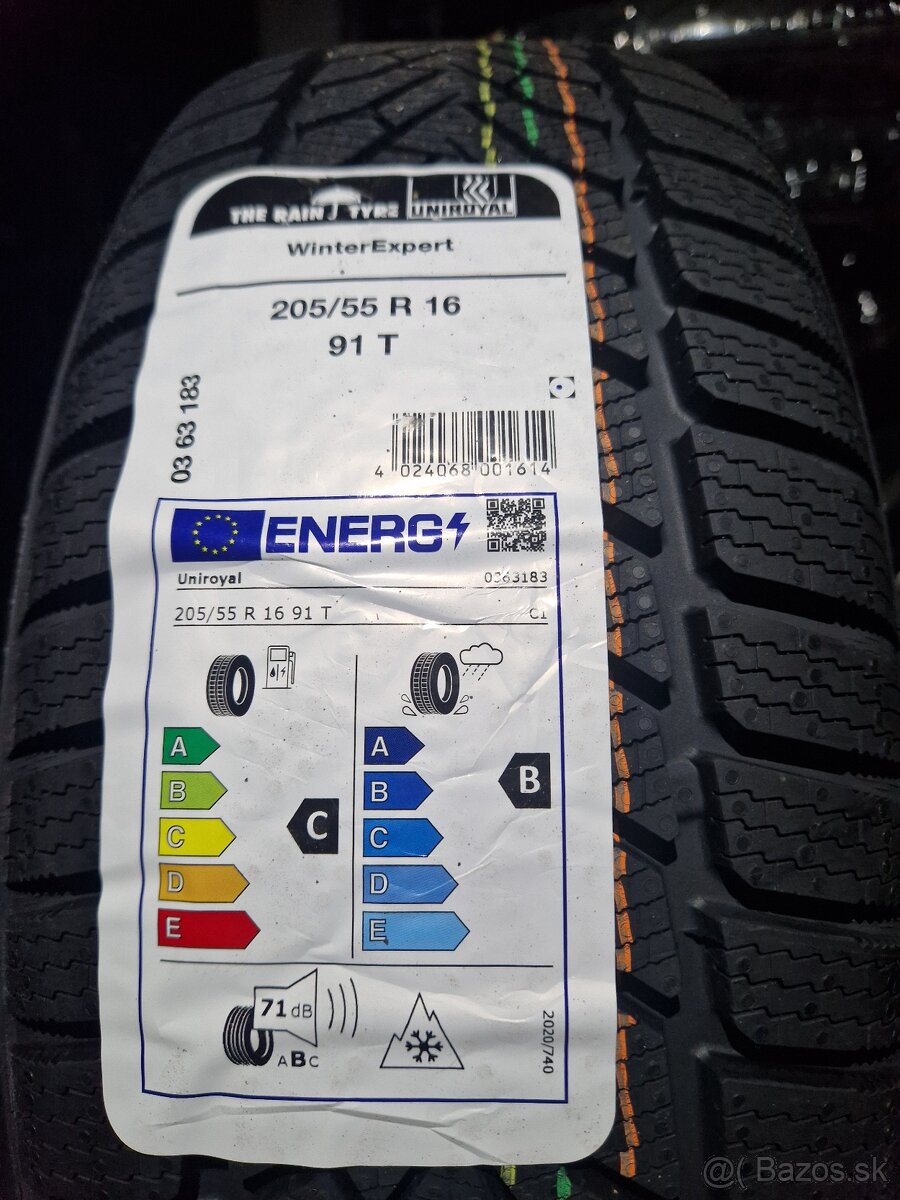 THE RAIN TYRE UNIROYAL
WinterExpert
205/55 R 16
91 T
03 63 183
4 024068 001614
ENERG
Uniroyal 0363183
205/55 R 16 91 T C1
A A
B B B
C C C
D D
E E
71 dB
ABC
2020/740
@( Bazos.sk